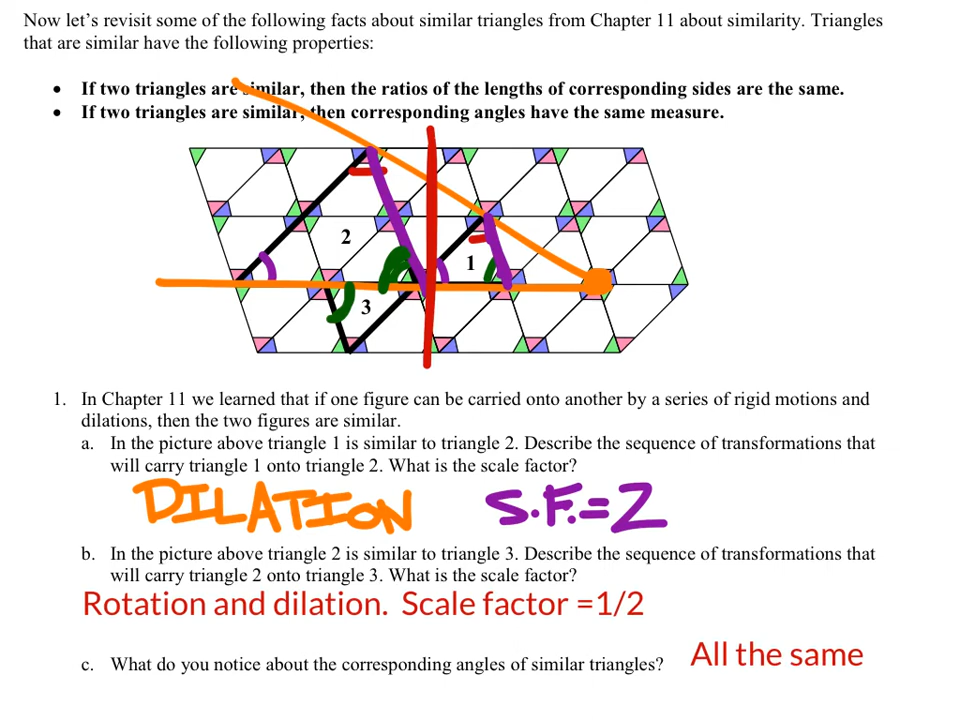 Now let's revisit some of the following facts about similar triangles from Chapter 11 about similarity. Triangles
that are similar have the following properties:
• If two triangles are similar, then the ratios of the lengths of corresponding sides are the same.
• If two triangles are similar, then corresponding angles have the same measure.
2
1
3
1. In Chapter 11 we learned that if one figure can be carried onto another by a series of rigid motions and
dilations, then the two figures are similar.
a. In the picture above triangle 1 is similar to triangle 2. Describe the sequence of transformations that
will carry triangle 1 onto triangle 2. What is the scale factor?
DILATION S.F.=2
b. In the picture above triangle 2 is similar to triangle 3. Describe the sequence of transformations that
will carry triangle 2 onto triangle 3. What is the scale factor?
Rotation and dilation. Scale factor =1/2
c. What do you notice about the corresponding angles of similar triangles? All the same